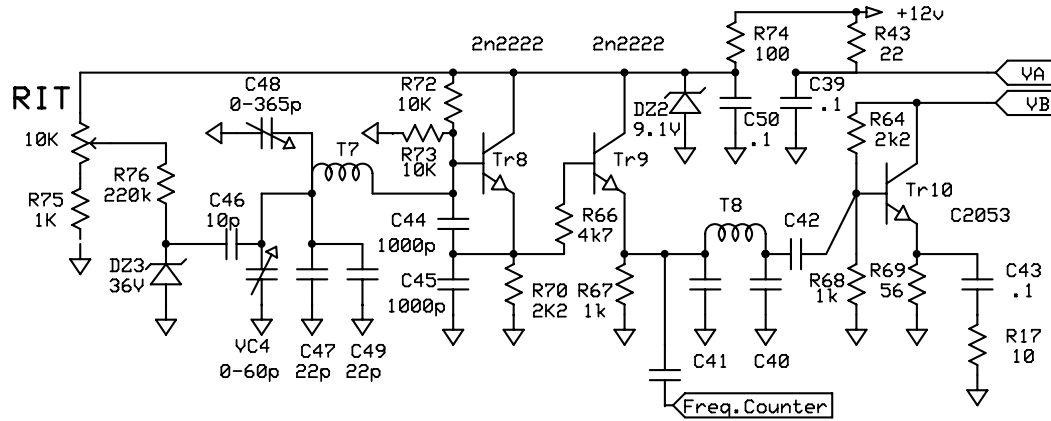 +12v
R74
100
R43
22
2n2222
2n2222
VA
VB
RIT
C48
0-365p
R72
10K
DZ2
9.1V
C39
.1
C50
.1
R64
2k2
10K
R76
220k
T7
R73
10K
Tr8
Tr9
Tr10
R75
1K
C46
10p
C44
1000p
R66
4k7
T8
C42
C2053
DZ3
36V
C45
1000p
R70
2K2
R67
1k
R68
1k
R69
56
C43
.1
VC4
0-60p
C47
22p
C49
22p
C41
C40
R17
10
Freq.Counter